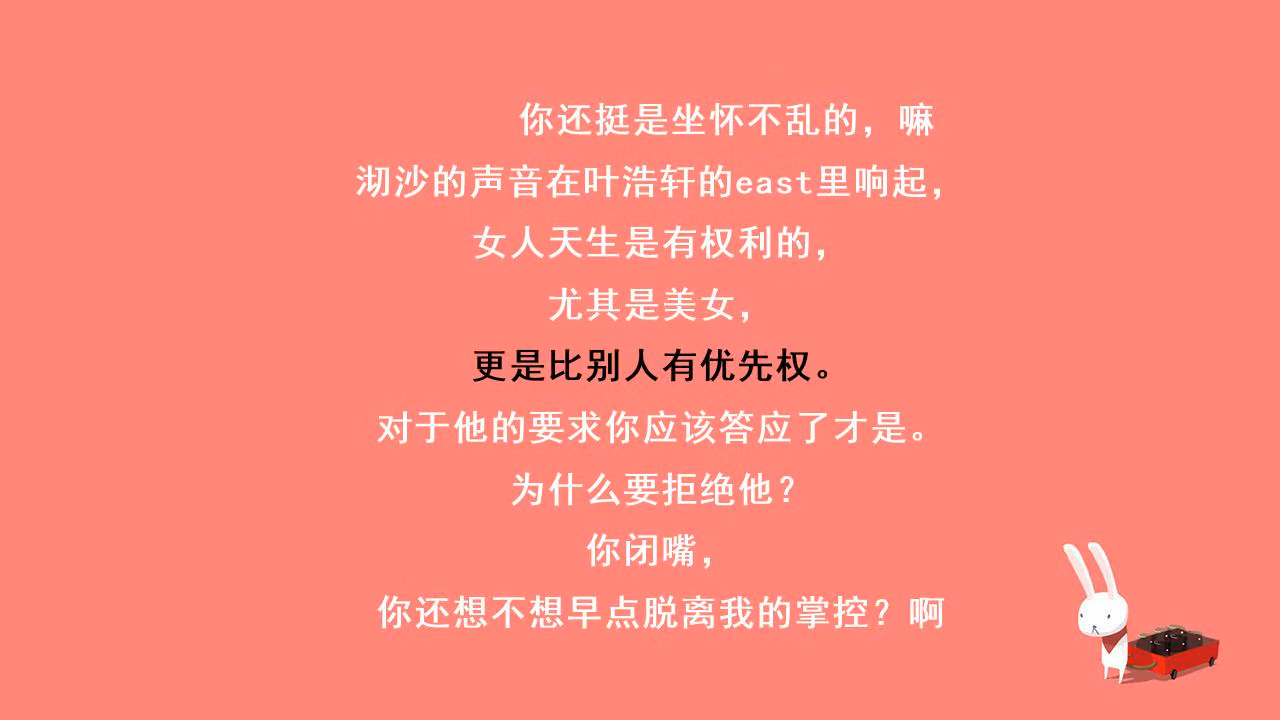 你还挺是坐怀不乱的，嘛
沏沙的声音在叶浩轩的east里响起，
女人天生是有权利的，
尤其是美女，
更是比别人有优先权。
对于他的要求你应该答应了才是。
为什么要拒绝他？
你闭嘴，
你还想不想早点脱离我的掌控？啊